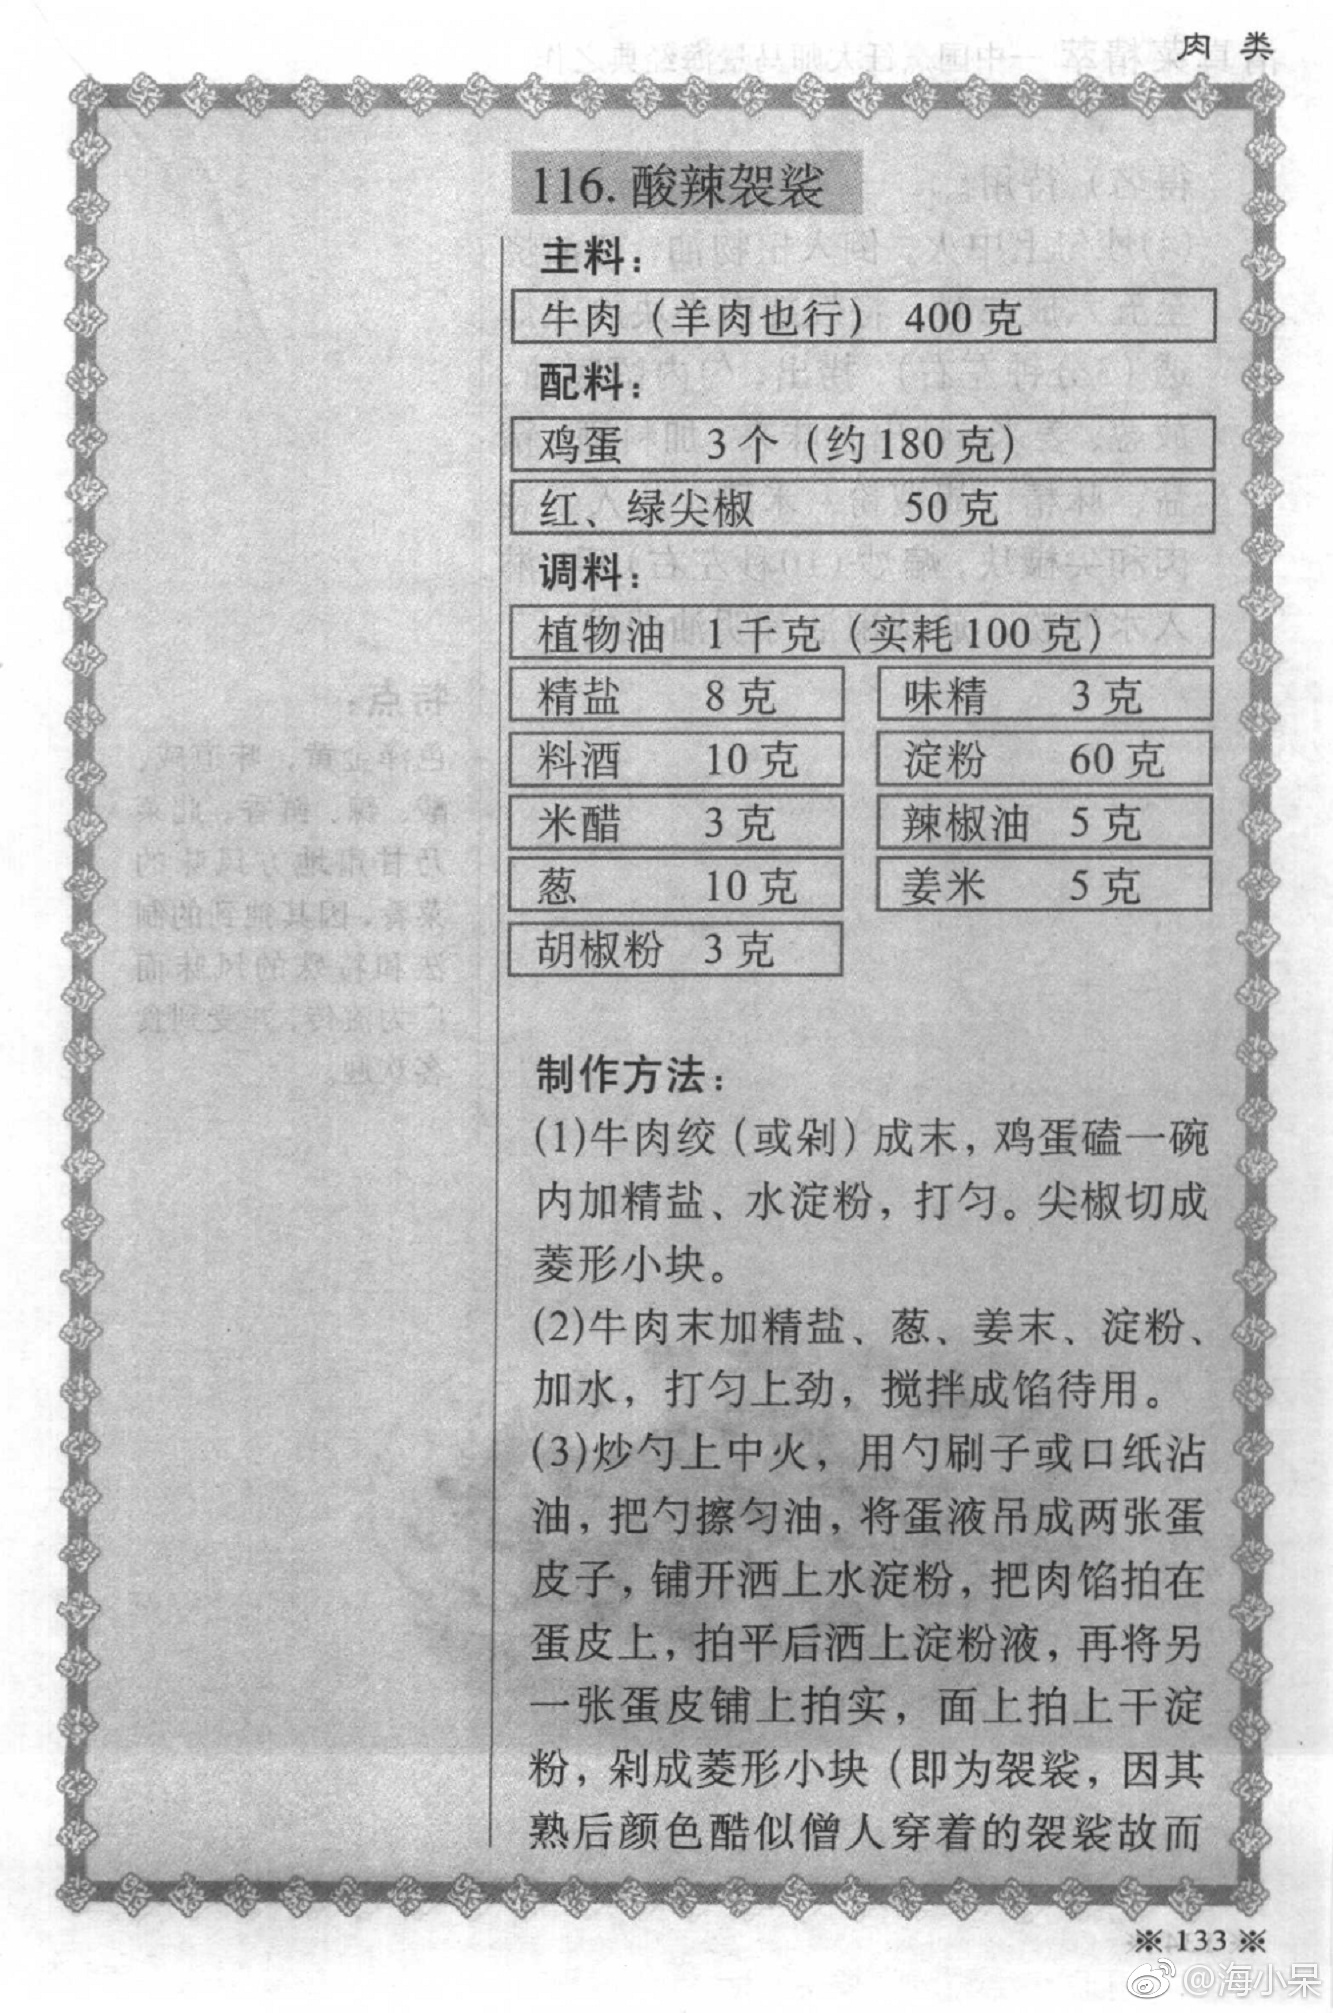 肉 类
116. 酸辣袈裟
主料：
牛肉（羊肉也行） 400 克
配料：
鸡蛋 3 个（约 180 克）
红、绿尖椒 50 克
调料：
植物油 1 千克（实耗 100 克）
精盐 8 克 味精 3 克
料酒 10 克 淀粉 60 克
米醋 3 克 辣椒油 5 克
葱 10 克 姜米 5 克
胡椒粉 3 克
制作方法：
(1)牛肉绞（或剁）成末，鸡蛋磕一碗
内加精盐、水淀粉，打匀。尖椒切成
菱形小块。
(2)牛肉末加精盐、葱、姜末、淀粉、
加水，打匀上劲，搅拌成馅待用。
(3)炒勺上中火，用勺刷子或口纸沾
油，把勺擦匀油，将蛋液吊成两张蛋
皮子，铺开洒上水淀粉，把肉馅拍在
蛋皮上，拍平后洒上淀粉液，再将另
一张蛋皮铺上拍实，面上拍上干淀
粉，剁成菱形小块（即为袈裟，因其
熟后颜色酷似僧人穿着的袈裟故而
※ 133 ※
@海小呆